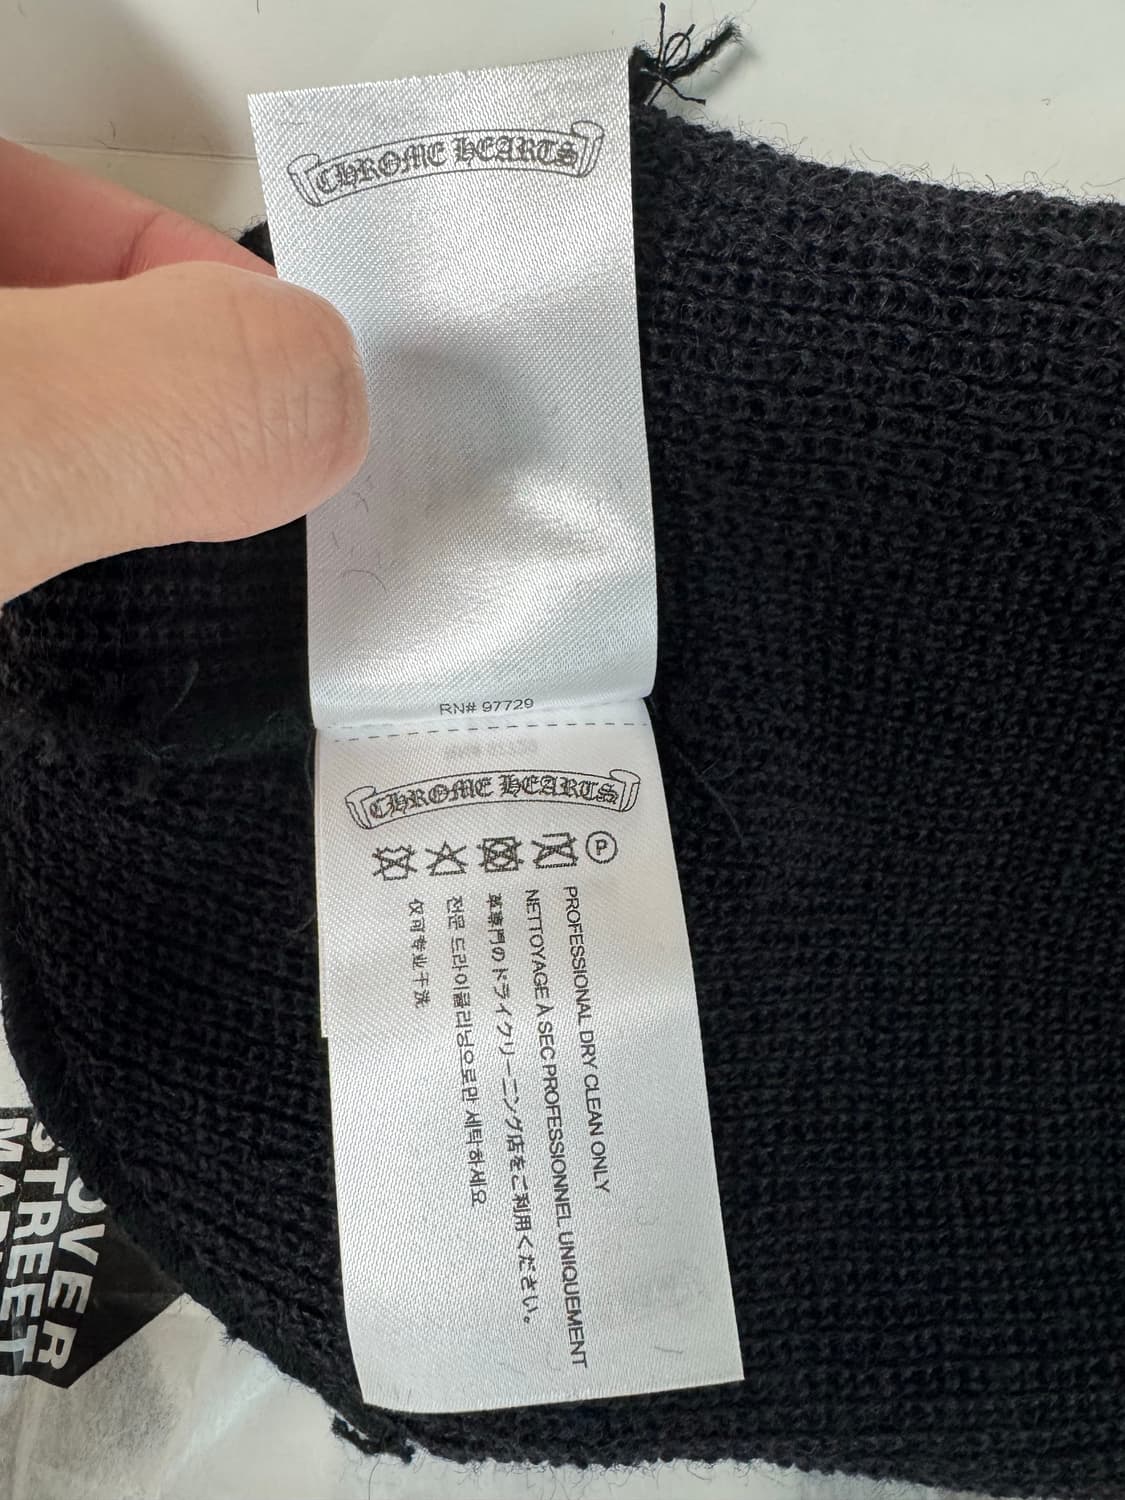 CHROME HEARTS
RN# 97729
CHROME HEARTS
P
PROFESSIONAL DRY CLEAN ONLY
NETTOYAGE À SEC PROFESSIONNEL UNIQUEMENT
革専門のドライクリーニング店をご利用ください。
전문 드라이클리닝으로만 세탁하세요
仅可专业干洗
OVER
STREET